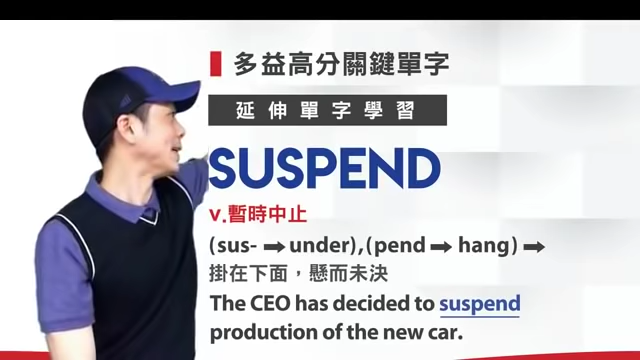 多益高分關鍵單字
延伸單字學習
SUSPEND
v.暫時中止
(sus- ➡ under),(pend ➡ hang) ➡
掛在下面，懸而未決
The CEO has decided to suspend
production of the new car.